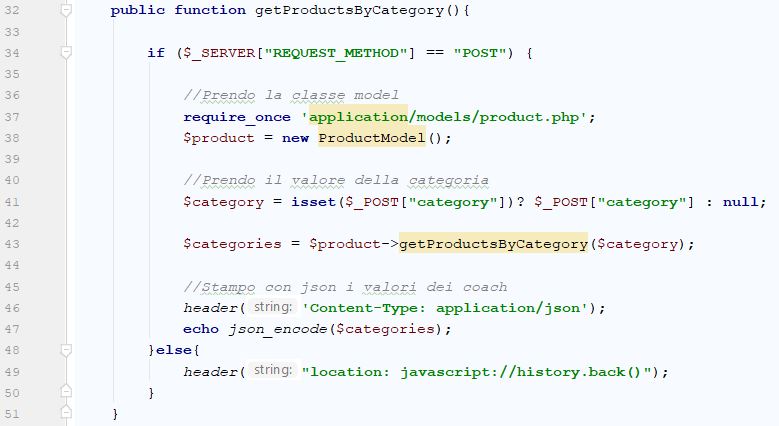 32 public function getProductsByCategory(){
33
34 if ($_SERVER["REQUEST_METHOD"] == "POST") {
35
36 //Prendo la classe model
37 require_once 'application/models/product.php';
38 $product = new ProductModel();
39
40 //Prendo il valore della categoria
41 $category = isset($_POST["category"])? $_POST["category"] : null;
42
43 $categories = $product->getProductsByCategory($category);
44
45 //Stampo con json i valori dei coach
46 header( string: 'Content-Type: application/json');
47 echo json_encode($categories);
48 }else{
49 header( string: "location: javascript://history.back()");
50 }
51 }